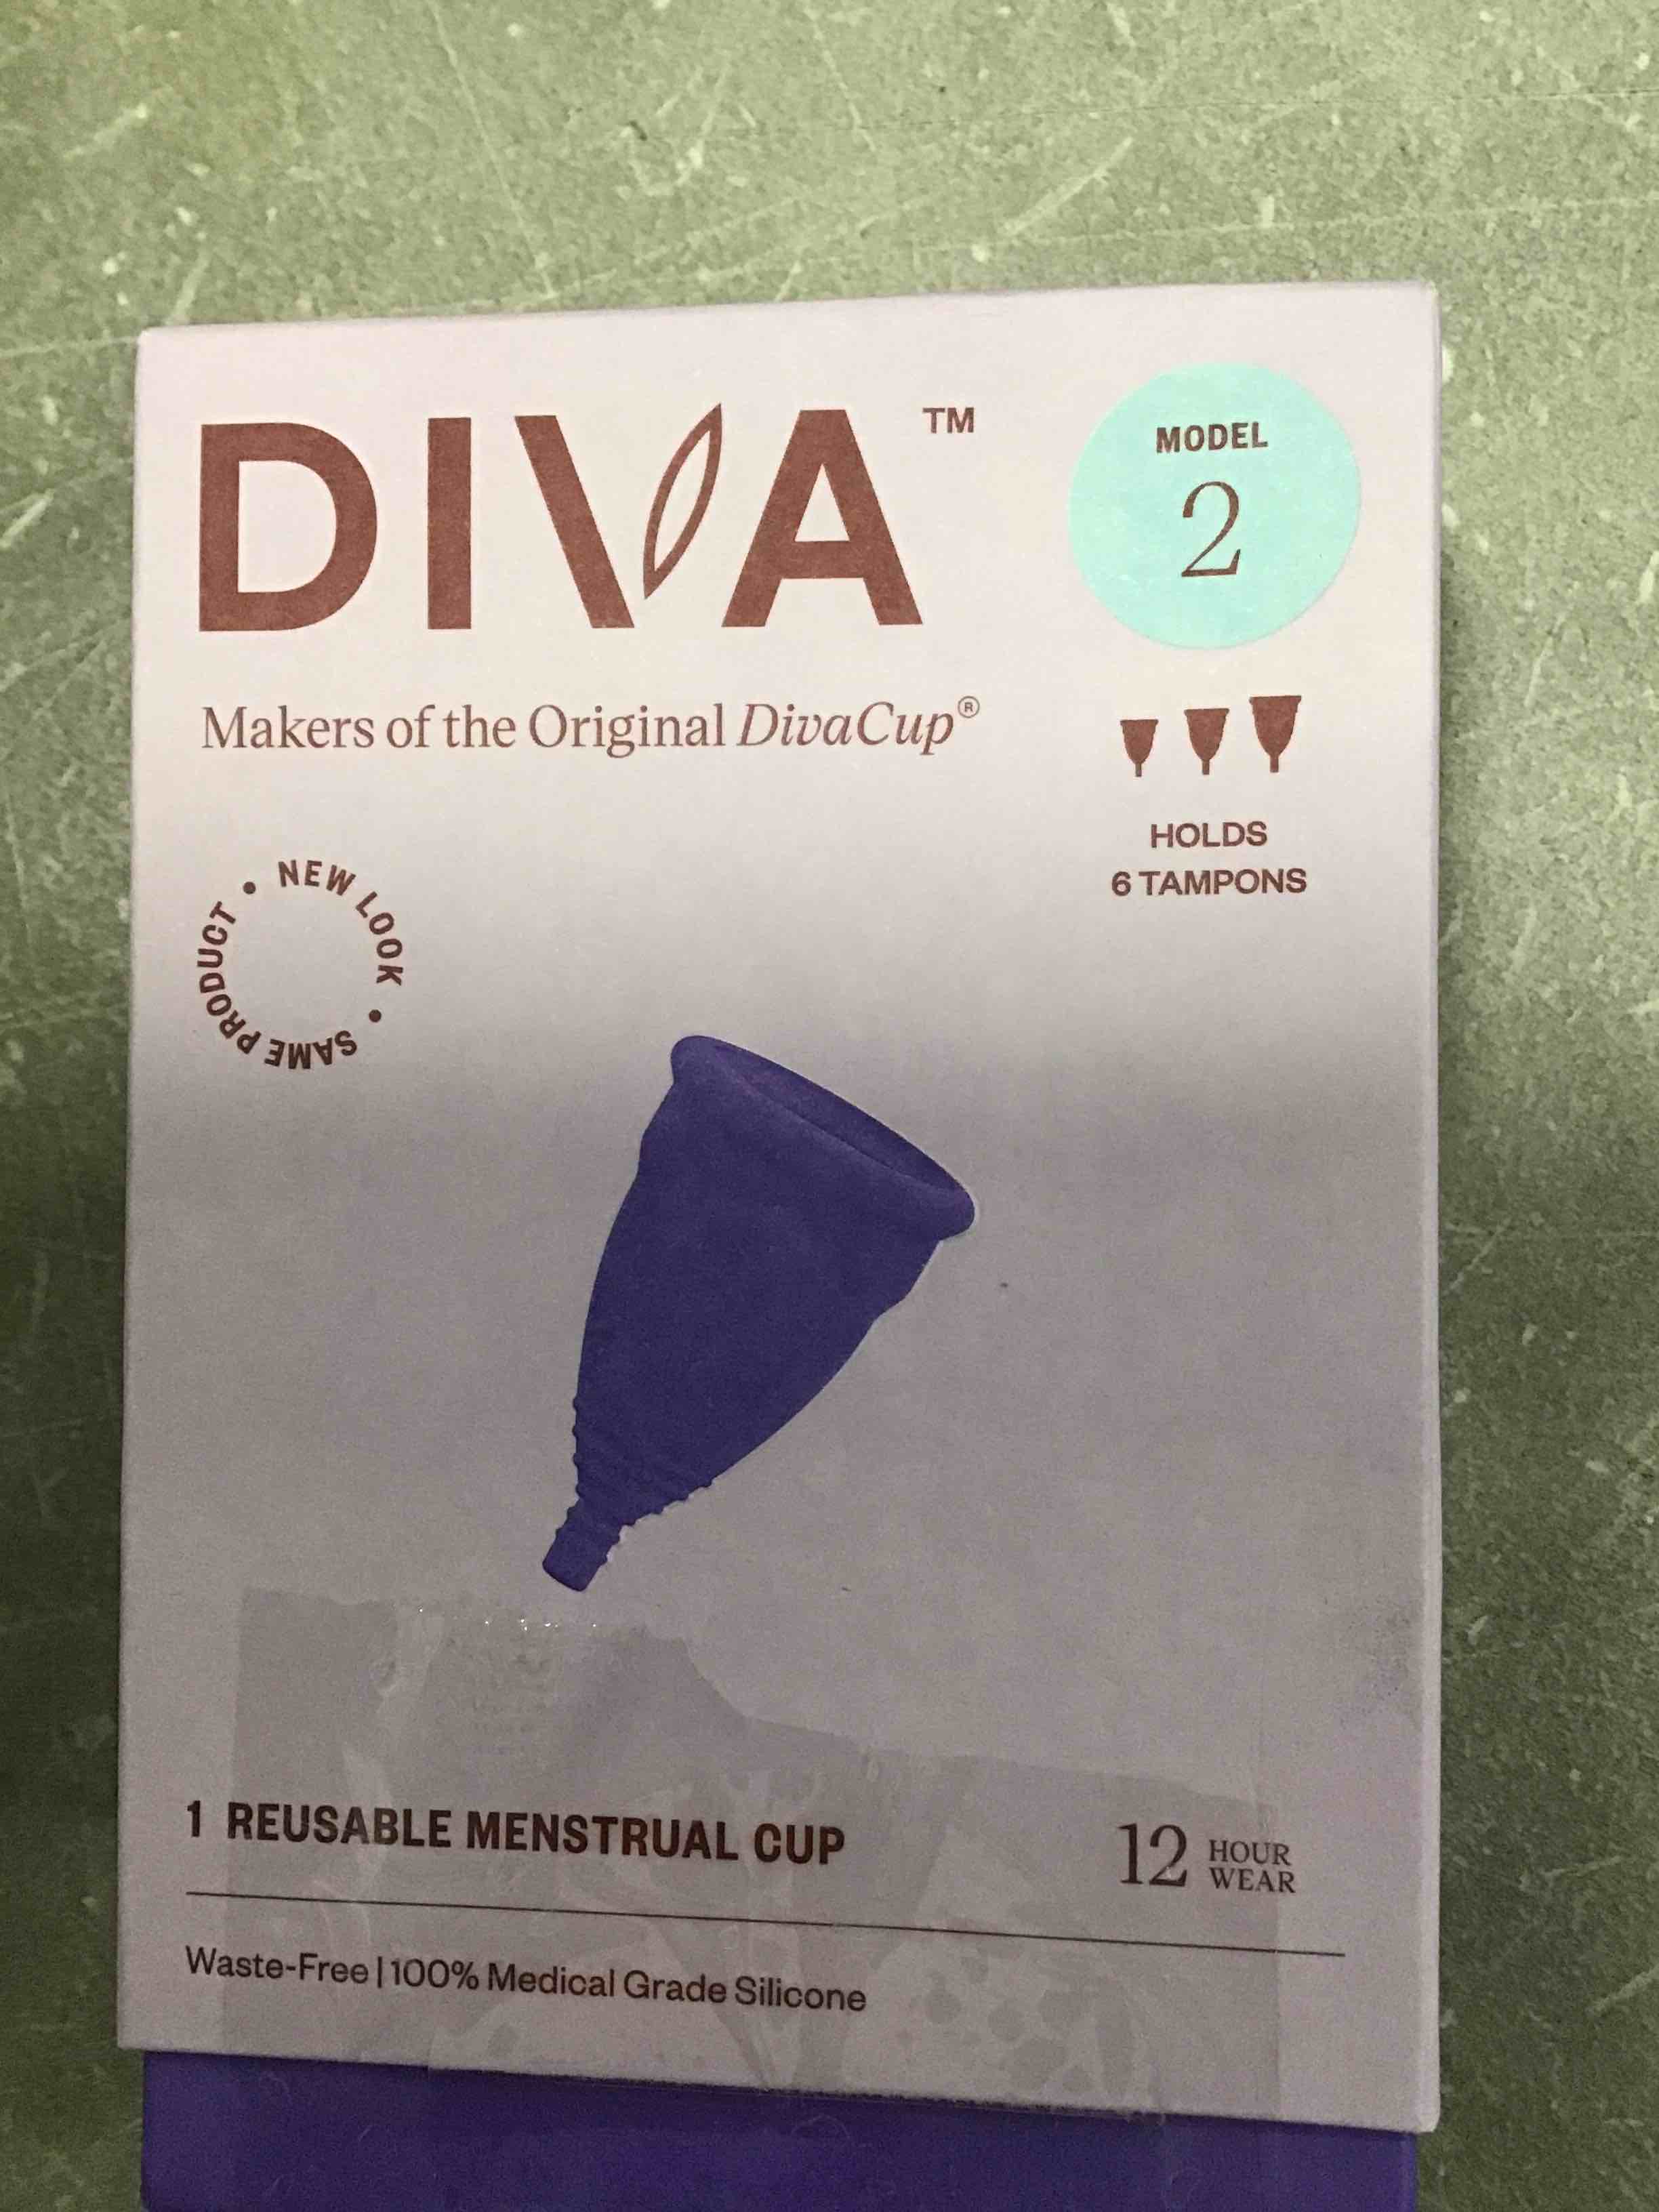 DIVA™
MODEL
2
Makers of the Original DivaCup®
HOLDS
6 TAMPONS
NEW LOOK • SAME PRODUCT •
1 REUSABLE MENSTRUAL CUP
12 HOUR
WEAR
Waste-Free | 100% Medical Grade Silicone